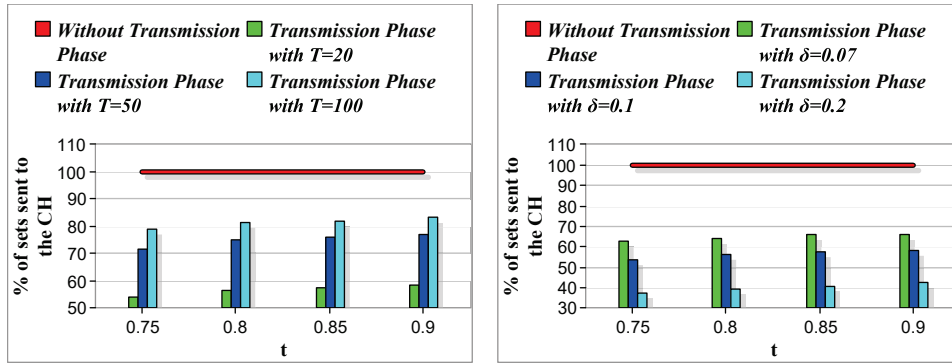 Without Transmission Phase
Transmission Phase with T=20
Transmission Phase with T=50
Transmission Phase with T=100
% of sets sent to the CH
110
100
90
80
70
60
50
0.75 0.8 0.85 0.9
t
Without Transmission Phase
Transmission Phase with δ=0.07
Transmission Phase with δ=0.1
Transmission Phase with δ=0.2
% of sets sent to the CH
110
100
90
80
70
60
50
40
30
0.75 0.8 0.85 0.9
t